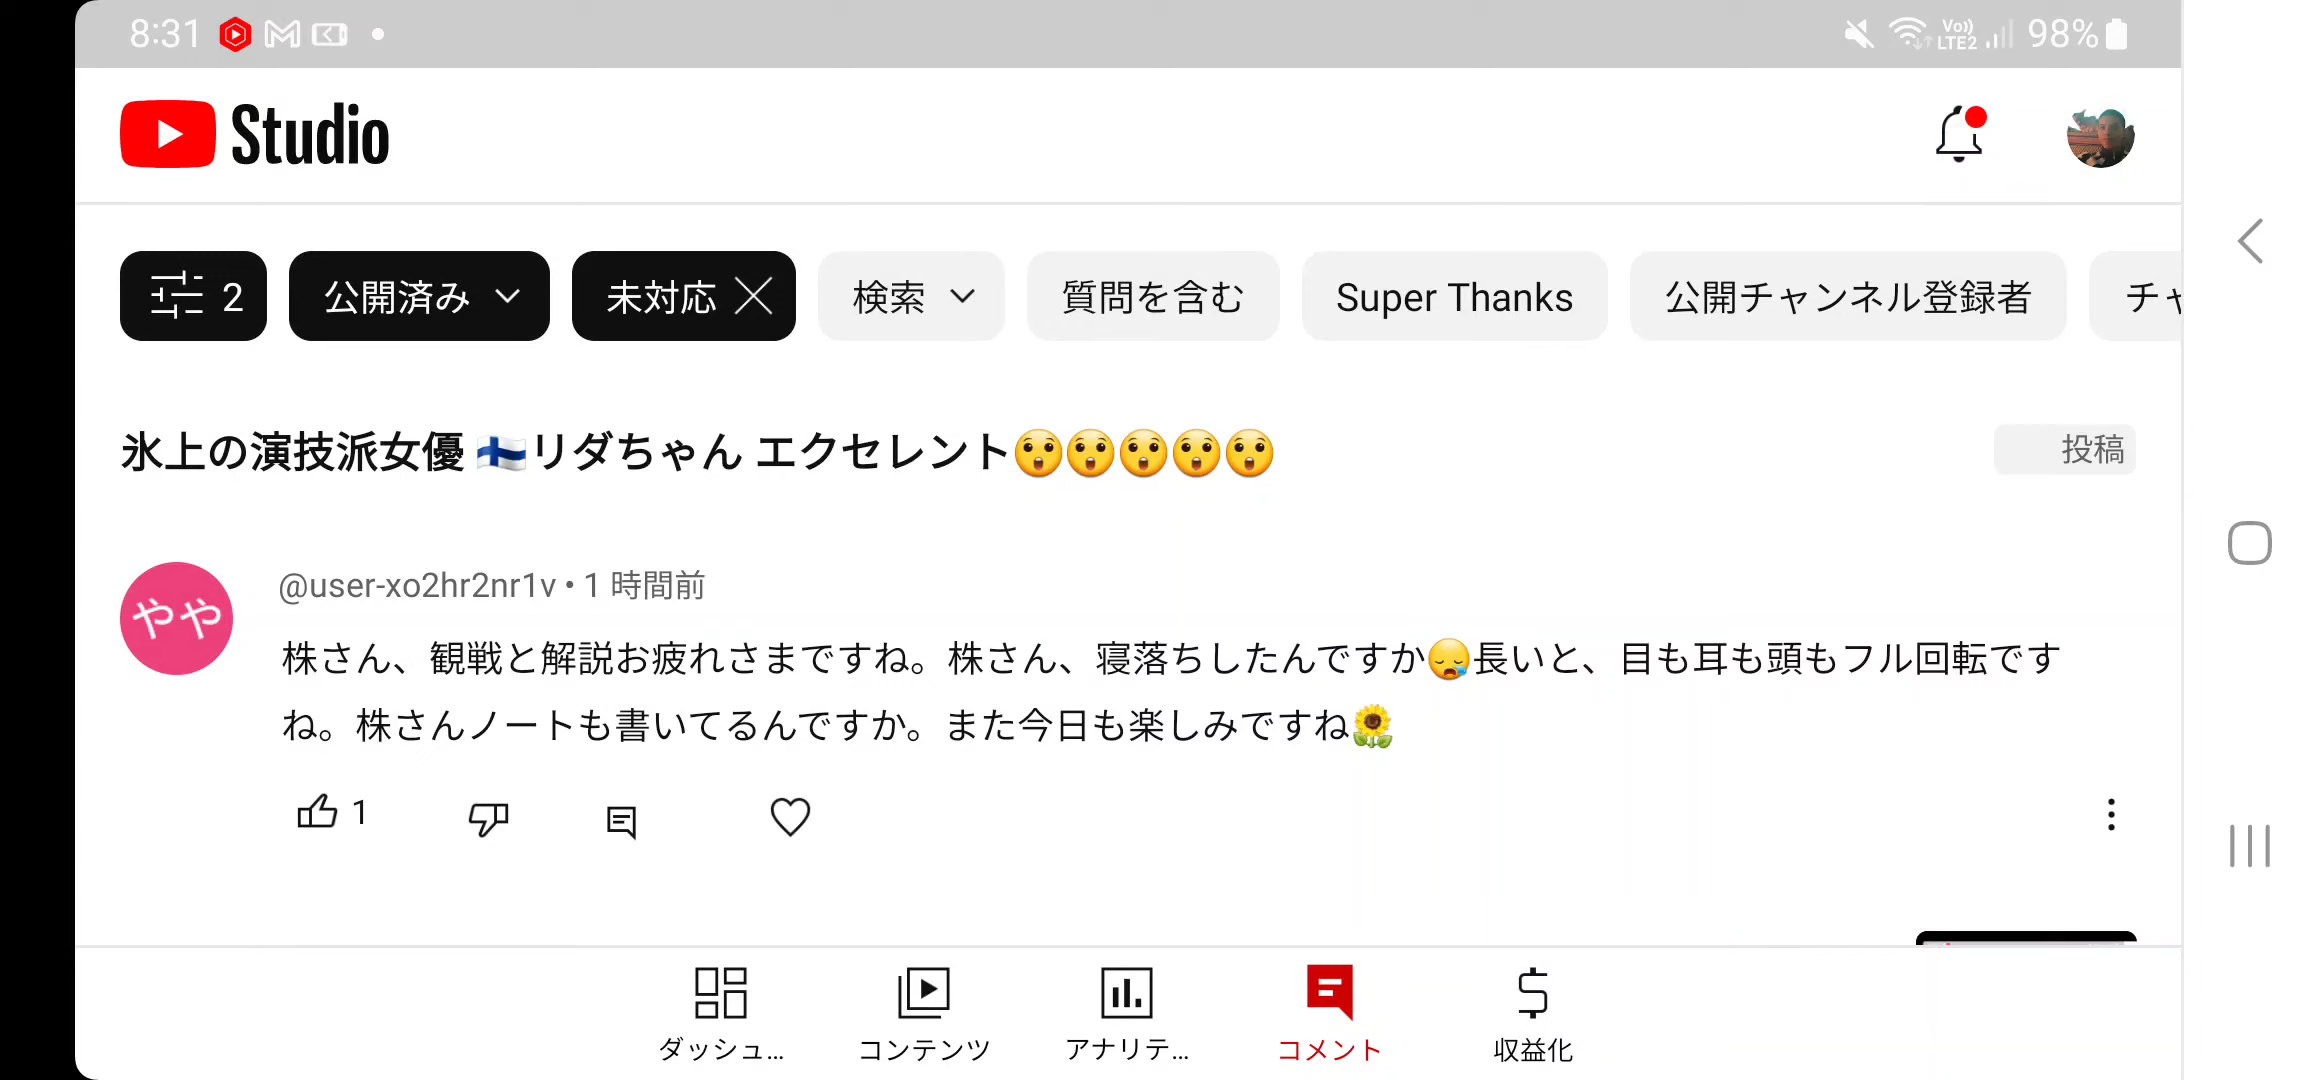 8:31
Vo)) LTE2 98%
Studio
2 公開済み 未対応 検索 質問を含む Super Thanks 公開チャンネル登録者 チャ
氷上の演技派女優 🇫🇮リダちゃん エクセレント😯😯😯😯😯 投稿
やや
@user-xo2hr2nr1v • 1 時間前
株さん、観戦と解説お疲れさまですね。株さん、寝落ちしたんですか😪長いと、目も耳も頭もフル回転です
ね。株さんノートも書いてるんですか。また今日も楽しみですね🌻
1
ダッシュ... コンテンツ アナリテ... コメント 収益化